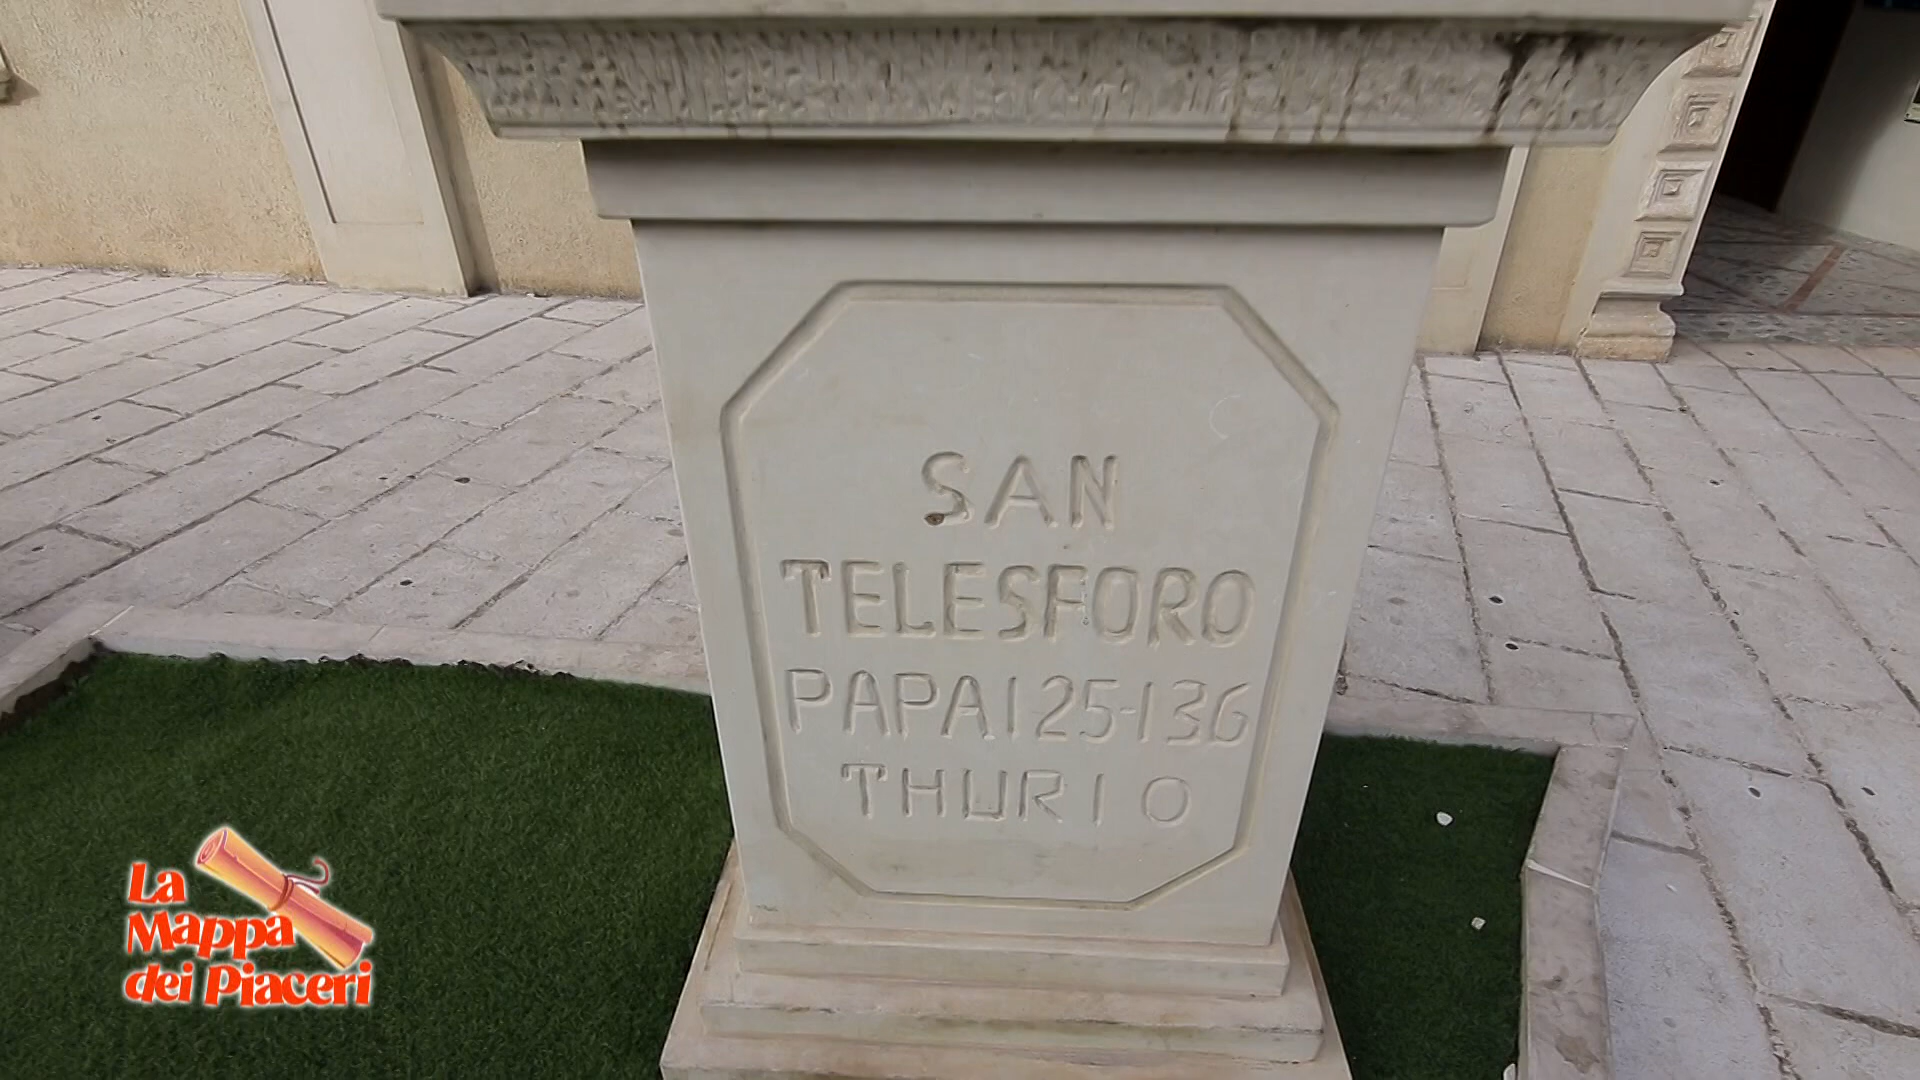 SAN
TELESFORO
PAPA 125-136
THURIO
La
Mappa
dei Piaceri